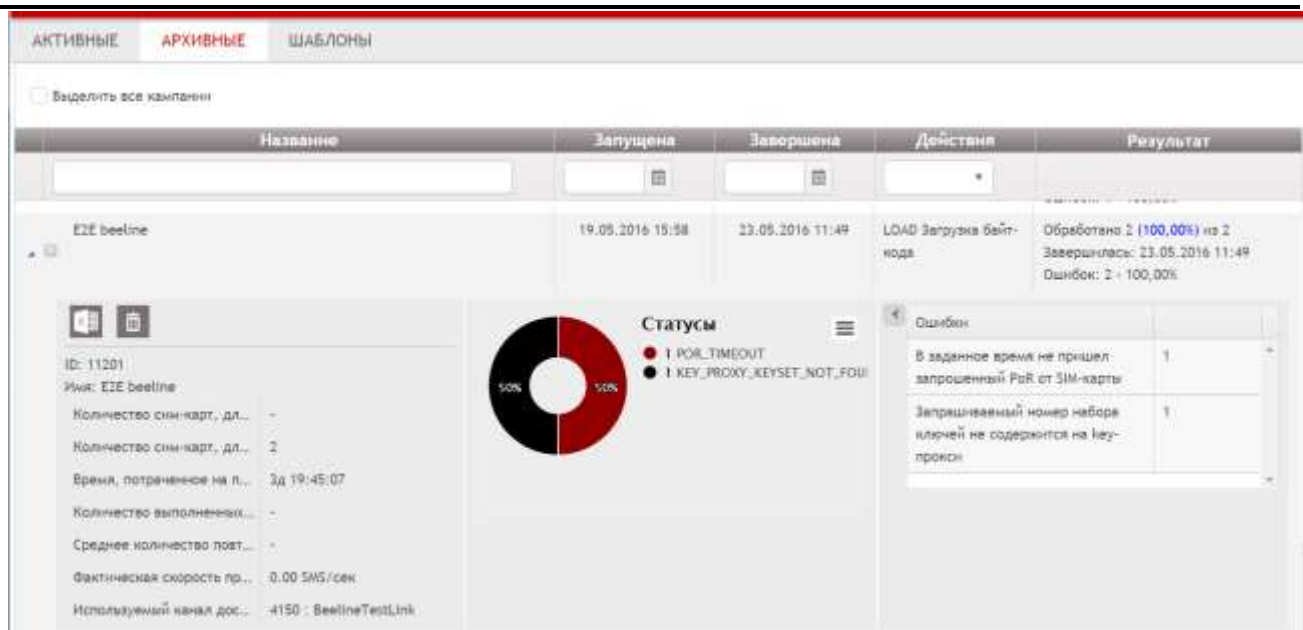 АКТИВНЫЕ АРХИВНЫЕ ШАБЛОНЫ
Выделить все кампании
Название Запущена Завершена Действия Результат
E2E beeline 19.05.2016 15:58 23.05.2016 11:49 LOAD Загрузка байт- Обработано 2 (100,00%) из 2
кода Завершилась: 23.05.2016 11:49
Ошибок: 2 - 100,00%
Статусы
1 POR_TIMEOUT
1 KEY_PROXY_KEYSET_NOT_FOU
50% 50%
Ошибки
В заданное время не пришел 1
запрошенный PoR от SIM-карты
Запрашиваемый номер набора 1
ключей не содержится на key-
прокси
ID: 11201
Имя: E2E beeline
Количество сим-карт, дл... -
Количество сим-карт, дл... 2
Время, потраченное на п... 3д 19:45:07
Количество выполненных... -
Среднее количество повт... -
Фактическая скорость пр... 0.00 SMS/сек
Используемый канал дос... 4150 : BeelineTestLink